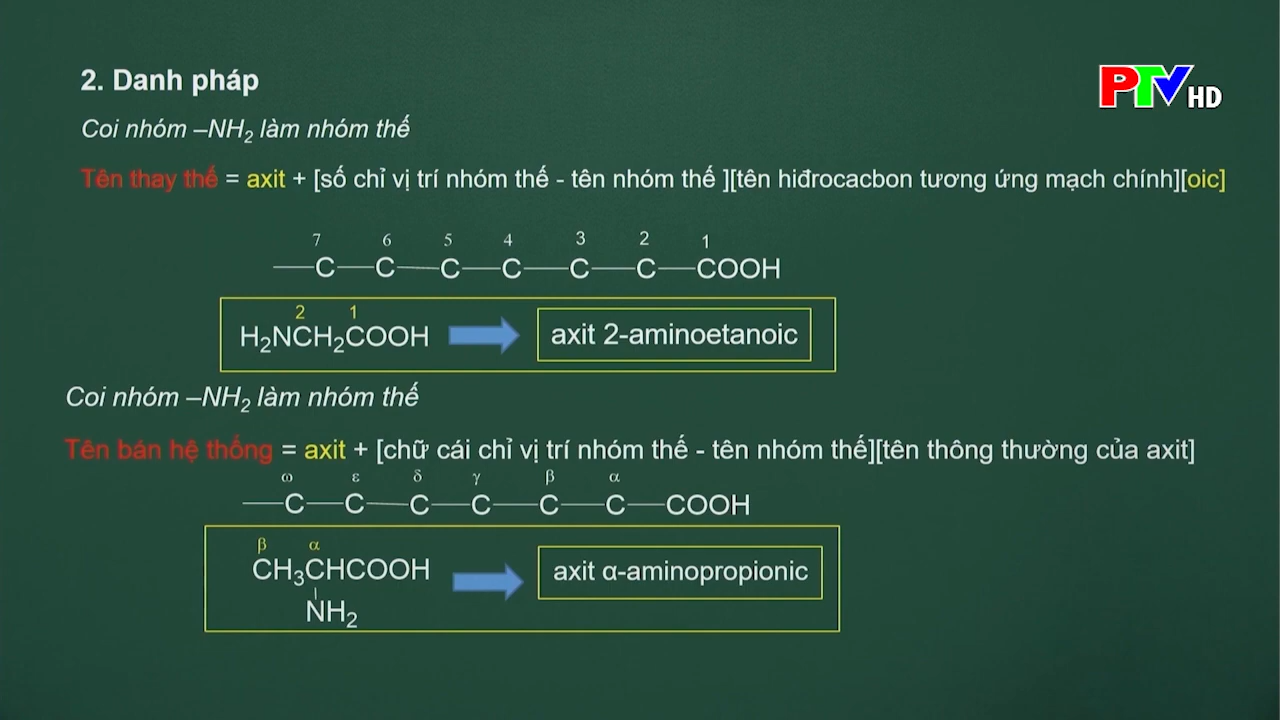 2. Danh pháp
PTV HD
Coi nhóm –NH₂ làm nhóm thế
Tên thay thế = axit + [số chỉ vị trí nhóm thế - tên nhóm thế ][tên hiđrocacbon tương ứng mạch chính][oic]
7 6 5 4 3 2 1
—C—C—C—C—C—C—COOH
2 1
H₂NCH₂COOH
axit 2-aminoetanoic
Coi nhóm –NH₂ làm nhóm thế
Tên bán hệ thống = axit + [chữ cái chỉ vị trí nhóm thế - tên nhóm thế][tên thông thường của axit]
ω ε δ γ β α
—C—C—C—C—C—C—COOH
β α
CH₃CHCOOH
NH₂
axit α-aminopropionic